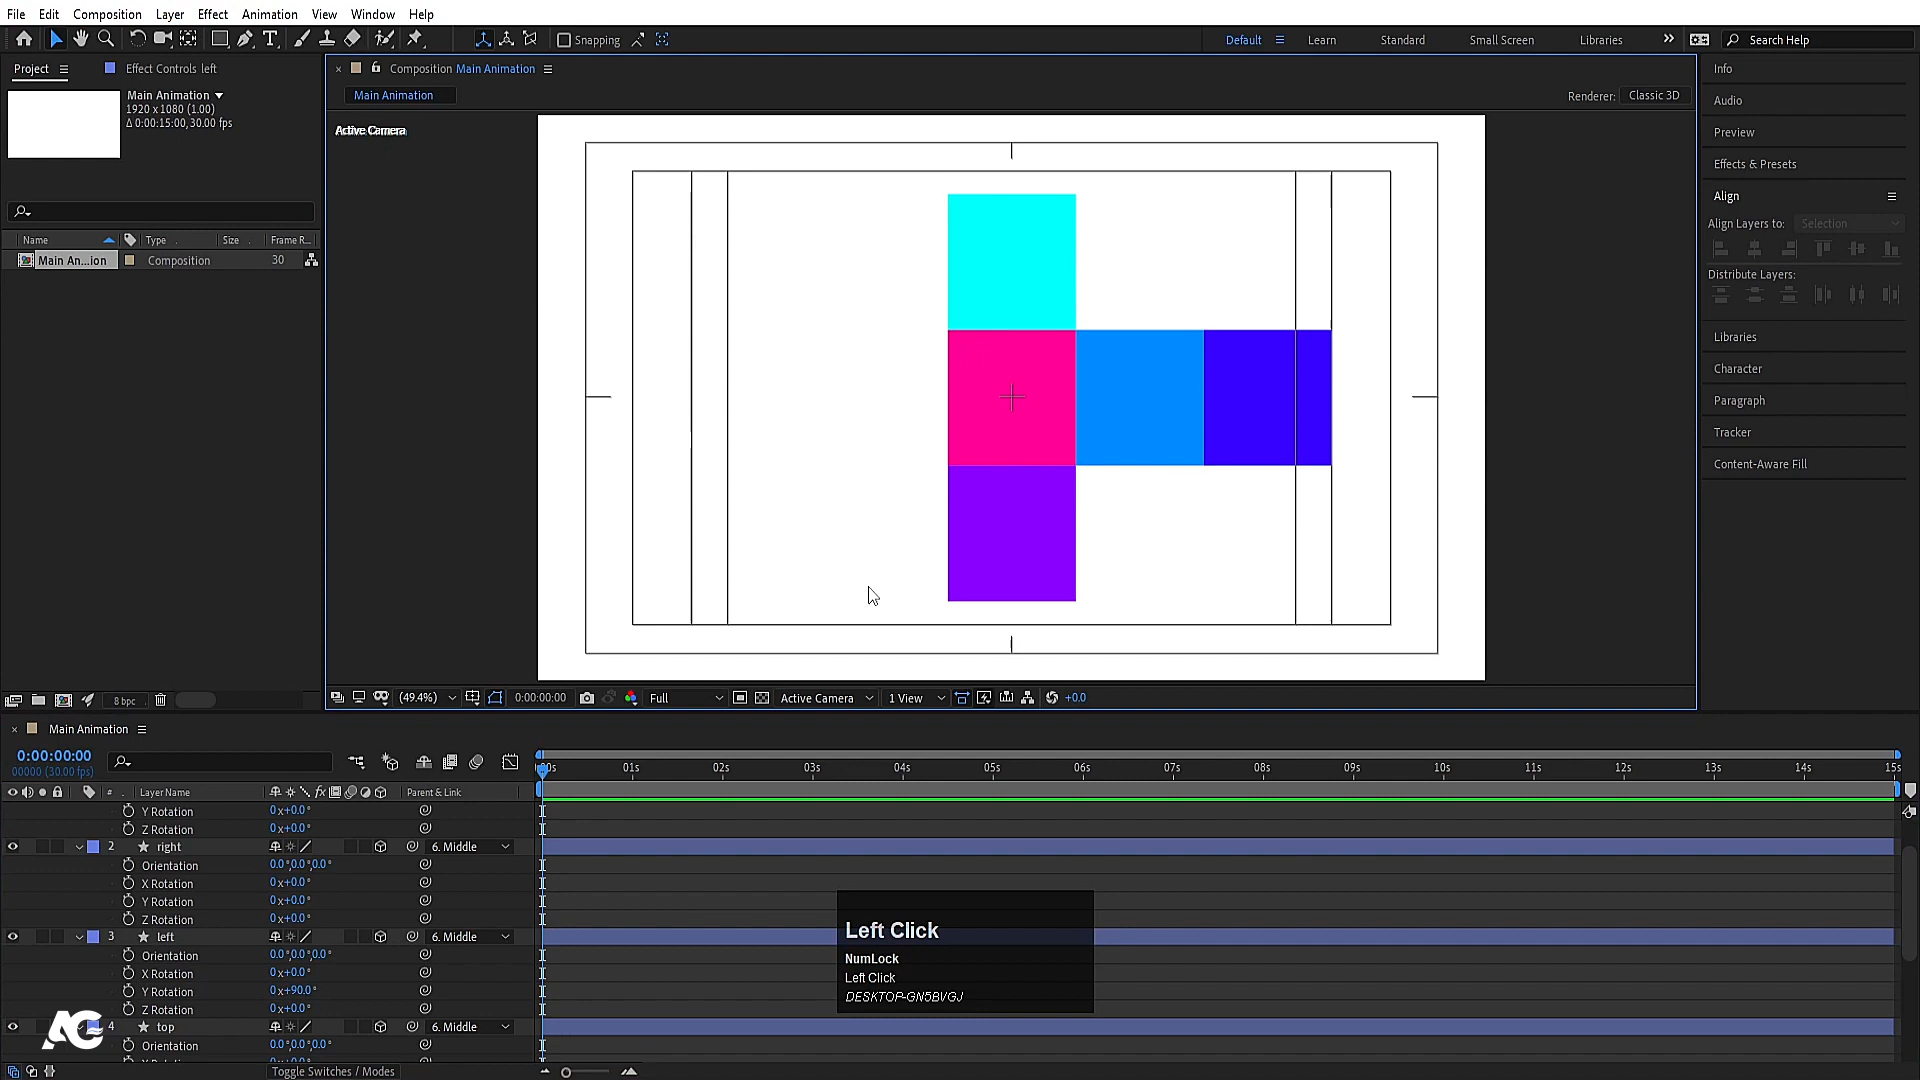 File Edit Composition Layer Effect Animation View Window Help
Snapping
Default Learn Standard Small Screen Libraries Search Help
Project Effect Controls left
Composition Main Animation
Info
Main Animation
1920 x 1080 (1.00)
Δ 0:00:15:00, 30.00 fps
Main Animation
Renderer: Classic 3D
Audio
Active Camera
Preview
Effects & Presets
Align
Align Layers to: Selection
Distribute Layers:
Name Type Size Frame R...
Main An...ion Composition 30
Libraries
Character
Paragraph
Tracker
Content-Aware Fill
8 bpc
(49.4%) 0:00:00:00 Full Active Camera 1 View +0.0
Main Animation
0:00:00:00
00000 (30.00 fps)
01s 02s 03s 04s 05s 06s 07s 08s 09s 10s 11s 12s 13s 14s 15s
# Layer Name fx Parent & Link
Y Rotation 0x+0.0°
Z Rotation 0x+0.0°
2 right 6. Middle
Orientation 0.0°,0.0°,0.0°
X Rotation 0x+0.0°
Y Rotation 0x+0.0°
Z Rotation 0x+0.0°
3 left 6. Middle
Orientation 0.0°,0.0°,0.0°
X Rotation 0x+0.0°
Y Rotation 0x+90.0°
Z Rotation 0x+0.0°
4 top 6. Middle
Orientation 0.0°,0.0°,0.0°
Toggle Switches / Modes
Left Click
NumLock
Left Click
DESKTOP-GN5BVGJ
AG